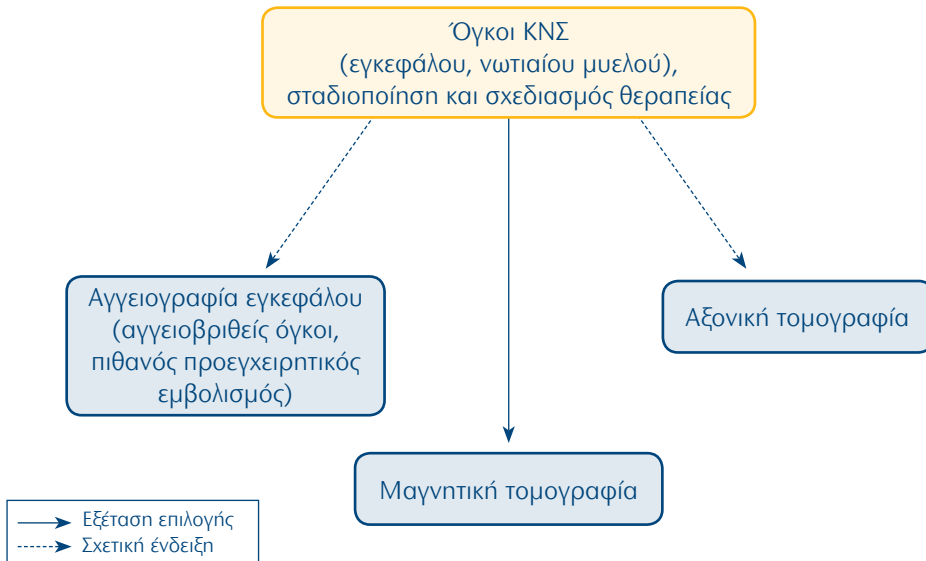 Όγκοι ΚΝΣ
(εγκεφάλου, νωτιαίου μυελού),
σταδιοποίηση και σχεδιασμός θεραπείας
Αγγειογραφία εγκεφάλου
(αγγειοβριθείς όγκοι,
πιθανός προεγχειρητικός
εμβολισμός)
Αξονική τομογραφία
Μαγνητική τομογραφία
Εξέταση επιλογής
Σχετική ένδειξη